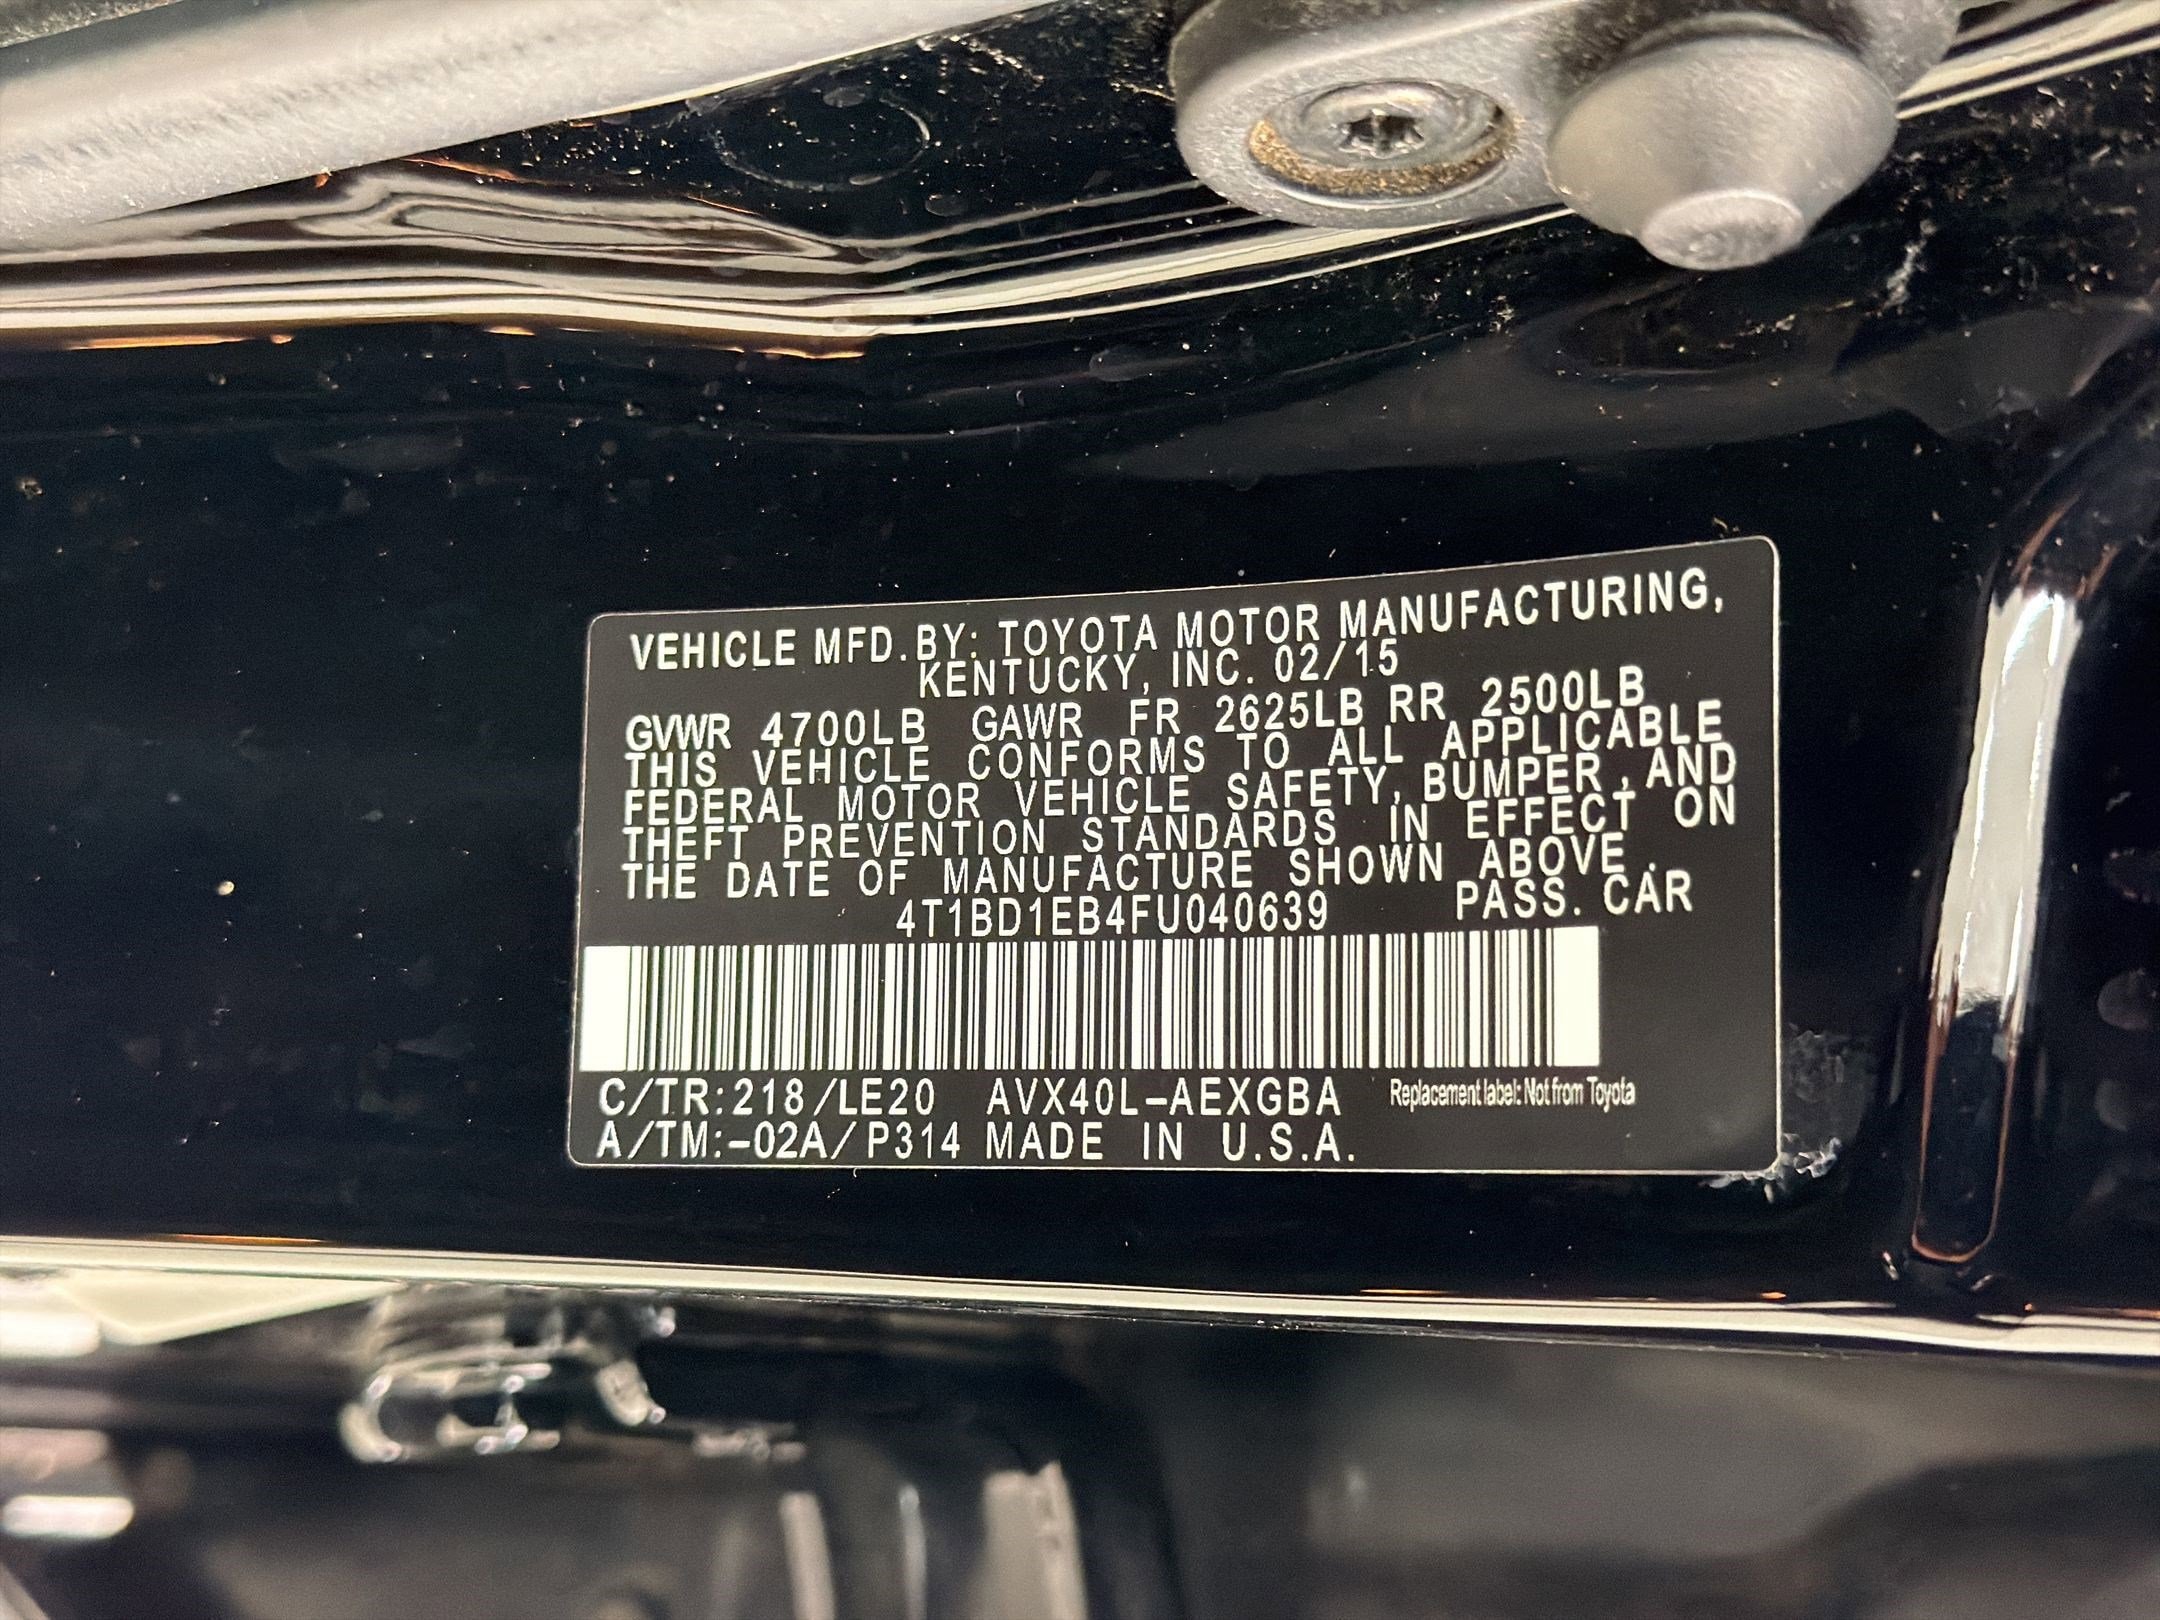 VEHICLE MFD. BY: TOYOTA MOTOR MANUFACTURING,
KENTUCKY, INC. 02/15
GVWR 4700LB GAWR FR 2625LB RR 2500LB
THIS VEHICLE CONFORMS TO ALL APPLICABLE
FEDERAL MOTOR VEHICLE SAFETY, BUMPER, AND
THEFT PREVENTION STANDARDS IN EFFECT ON
THE DATE OF MANUFACTURE SHOWN ABOVE.
4T1BD1EB4FU040639 PASS. CAR
C/TR:218/LE20 AVX40L-AEXGBA Replacement label: Not from Toyota
A/TM:-02A/P314 MADE IN U.S.A.